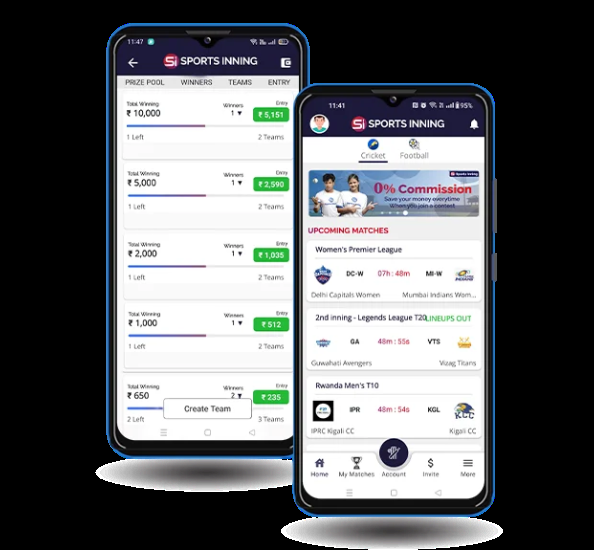 11:47
SPORTS INNING
PRIZE POOL WINNERS TEAMS ENTRY
Total Winning Winners Entry
₹ 10,000 1 ▼ ₹ 5,151
1 Left 2 Teams
Total Winning Winners Entry
₹ 5,000 1 ▼ ₹ 2,590
1 Left 2 Teams
Total Winning Winners Entry
₹ 2,000 1 ▼ ₹ 1,035
1 Left 2 Teams
Total Winning Winners Entry
₹ 1,000 1 ▼ ₹ 512
1 Left 2 Teams
Total Winning Winners Entry
₹ 650 2 ▼ ₹ 235
2 Left 3 Teams
Create Team
11:41 95%
Si SPORTS INNING
Cricket Football
Sports Inning
0% Commission
Save your money everytime
When you join a contest
UPCOMING MATCHES
Women's Premier League
DC-W 07h : 48m MI-W
Delhi Capitals Women Mumbai Indians Wom...
2nd inning - Legends League T20 LINEUPS OUT
GA 48m : 55s VTS
Guwahati Avengers Vizag Titans
Rwanda Men's T10
IPR 48m : 54s KGL
KCC
IPRC Kigali CC Kigali CC
Home My Matches Account Invite More